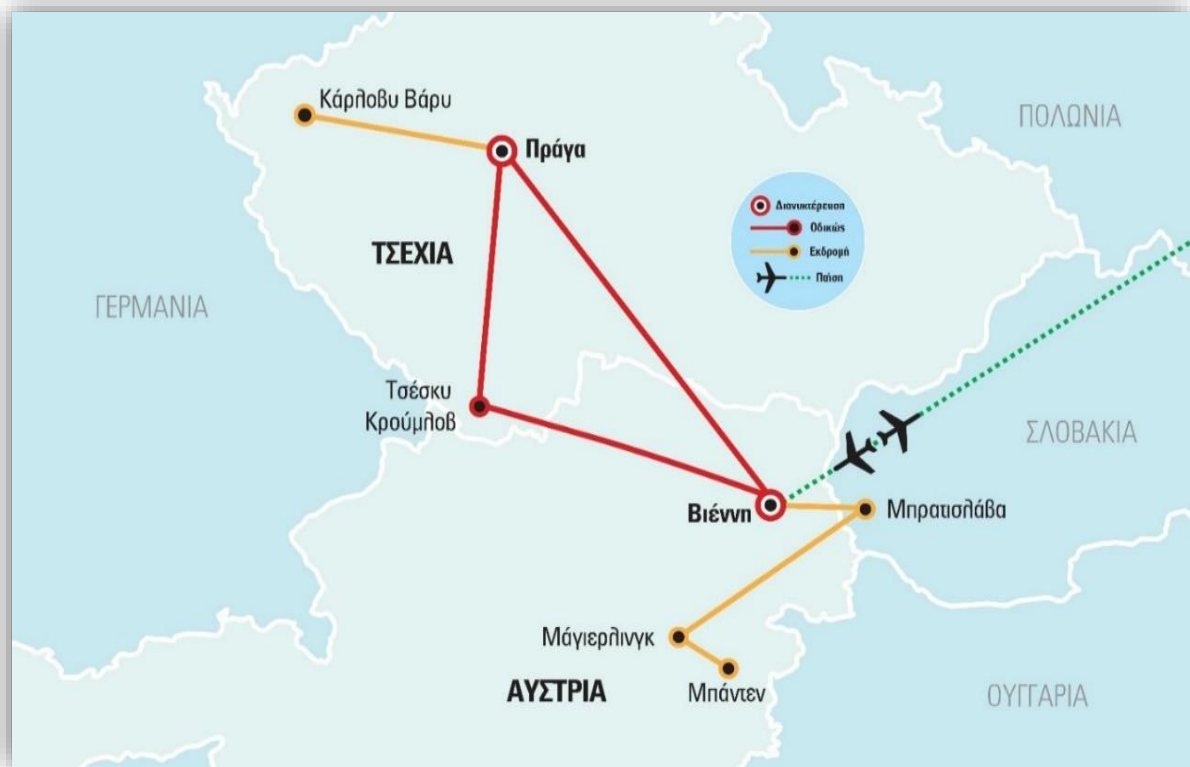 Κάρλοβυ Βάρυ
ΠΟΛΩΝΙΑ
Πράγα
Διανυκτέρευση
Οδικώς
Εκδρομή
Πτήση
ΤΣΕΧΙΑ
ΓΕΡΜΑΝΙΑ
Τσέσκυ
Κρούμλοβ
ΣΛΟΒΑΚΙΑ
Βιέννη
Μπρατισλάβα
Μάγιερλινγκ
Μπάντεν
ΑΥΣΤΡΙΑ
ΟΥΓΓΑΡΙΑ